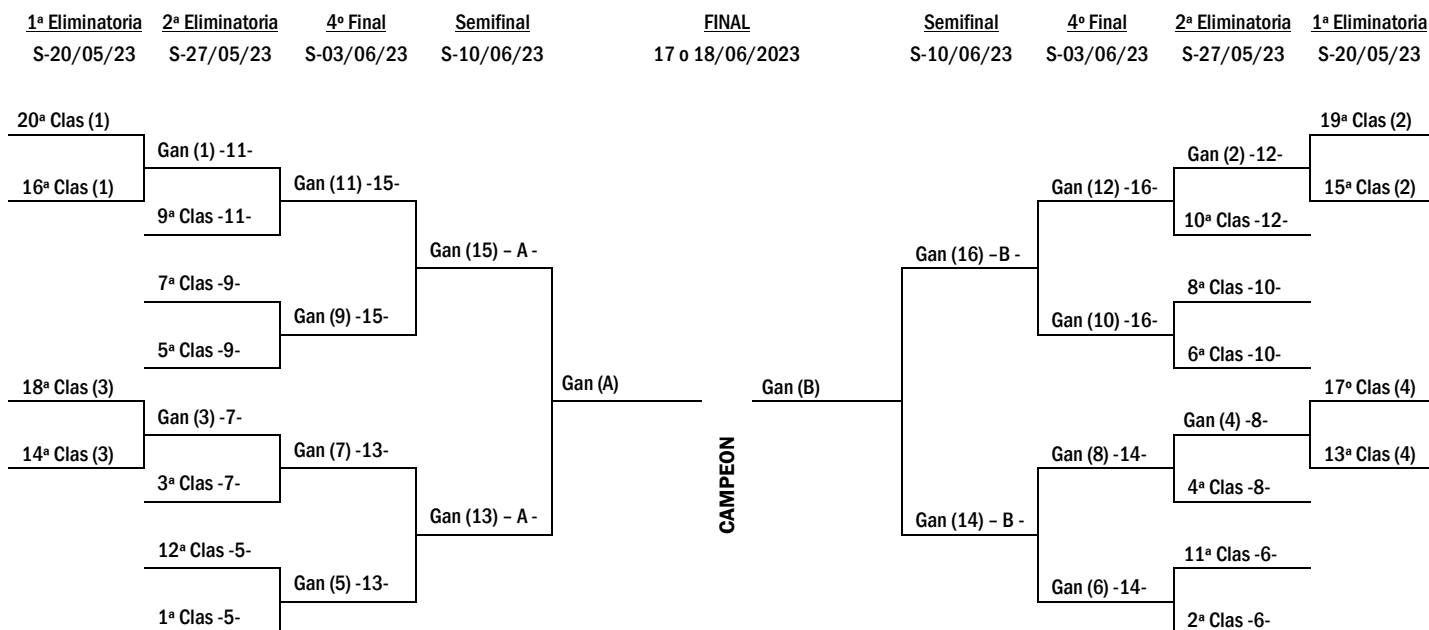 1ª Eliminatoria 2ª Eliminatoria 4º Final Semifinal FINAL Semifinal 4º Final 2ª Eliminatoria 1ª Eliminatoria
S-20/05/23 S-27/05/23 S-03/06/23 S-10/06/23 17 o 18/06/2023 S-10/06/23 S-03/06/23 S-27/05/23 S-20/05/23
20ª Clas (1) 19ª Clas (2)
Gan (1) -11- Gan (2) -12-
16ª Clas (1) Gan (11) -15- Gan (12) -16- 15ª Clas (2)
9ª Clas -11- 10ª Clas -12-
Gan (15) – A - Gan (16) –B -
7ª Clas -9- 8ª Clas -10-
Gan (9) -15- Gan (10) -16-
5ª Clas -9- 6ª Clas -10-
18ª Clas (3) Gan (A) Gan (B) 17º Clas (4)
Gan (3) -7- Gan (4) -8-
14ª Clas (3) Gan (7) -13- Gan (8) -14- 13ª Clas (4)
3ª Clas -7- 4ª Clas -8-
CAMPEON
Gan (13) – A - Gan (14) – B -
12ª Clas -5- 11ª Clas -6-
Gan (5) -13- Gan (6) -14-
1ª Clas -5- 2ª Clas -6-